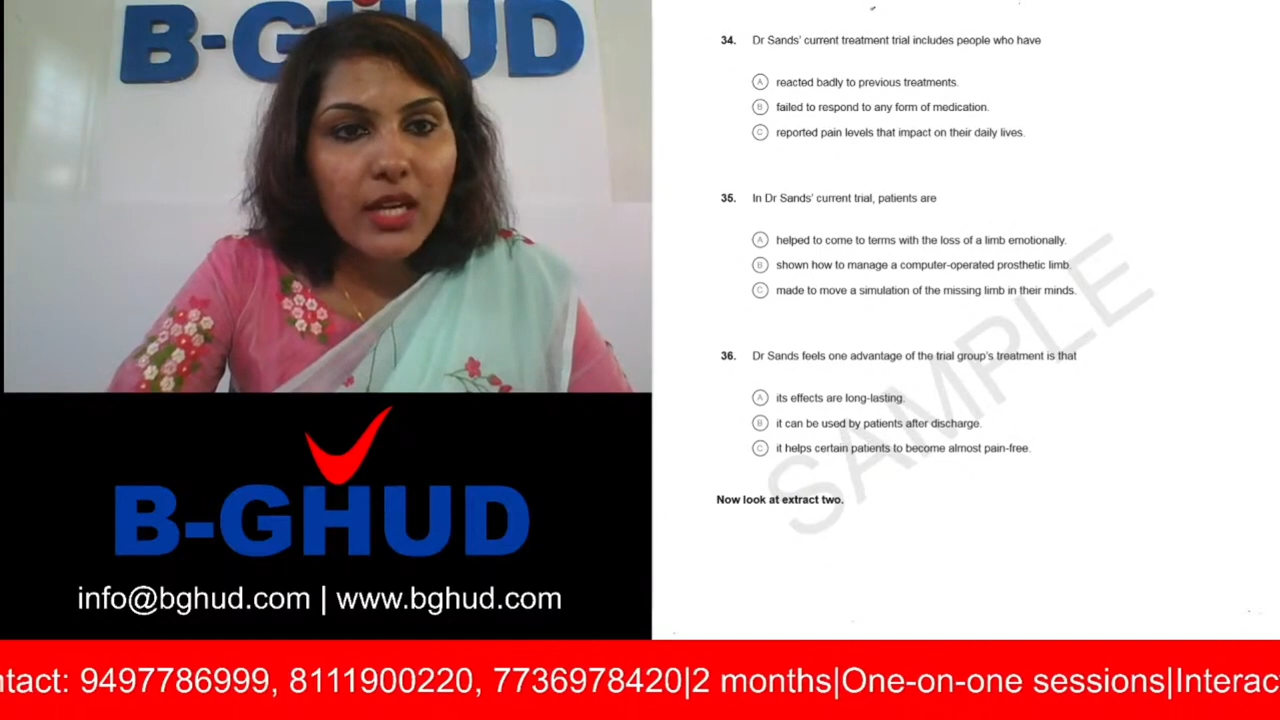 B-GHUD
34. Dr Sands' current treatment trial includes people who have
A reacted badly to previous treatments.
B failed to respond to any form of medication.
C reported pain levels that impact on their daily lives.
35. In Dr Sands' current trial, patients are
A helped to come to terms with the loss of a limb emotionally.
B shown how to manage a computer-operated prosthetic limb.
C made to move a simulation of the missing limb in their minds.
36. Dr Sands feels one advantage of the trial group's treatment is that
A its effects are long-lasting.
B it can be used by patients after discharge.
C it helps certain patients to become almost pain-free.
Now look at extract two.
SAMPLE
B-GHUD
info@bghud.com | www.bghud.com
ntact: 9497786999, 8111900220, 7736978420|2 months|One-on-one sessions|Interac